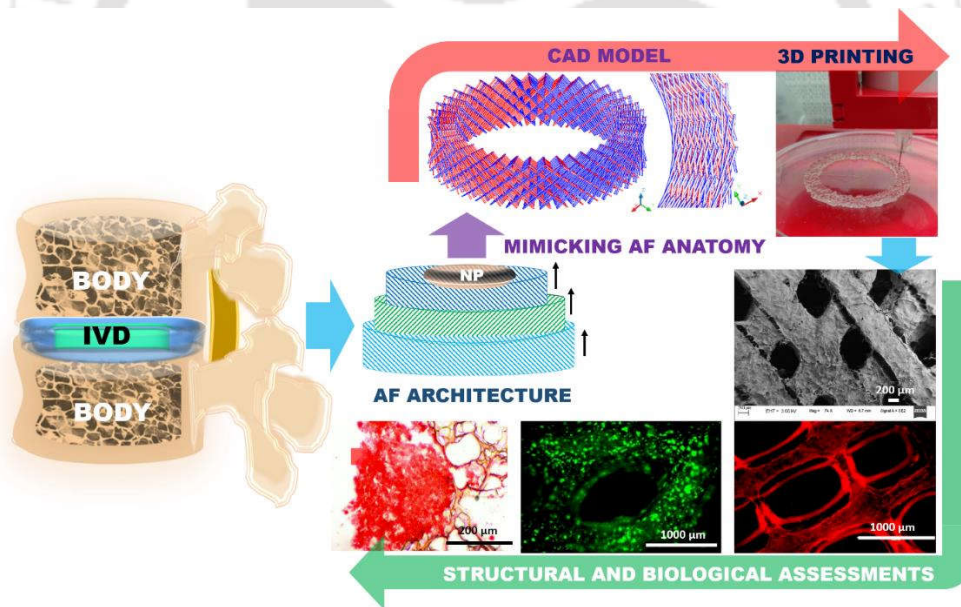 CAD MODEL
3D PRINTING
MIMICKING AF ANATOMY
BODY
IVD
BODY
NP
AF ARCHITECTURE
200 µm
200 µm
1000 µm
1000 µm
STRUCTURAL AND BIOLOGICAL ASSESSMENTS